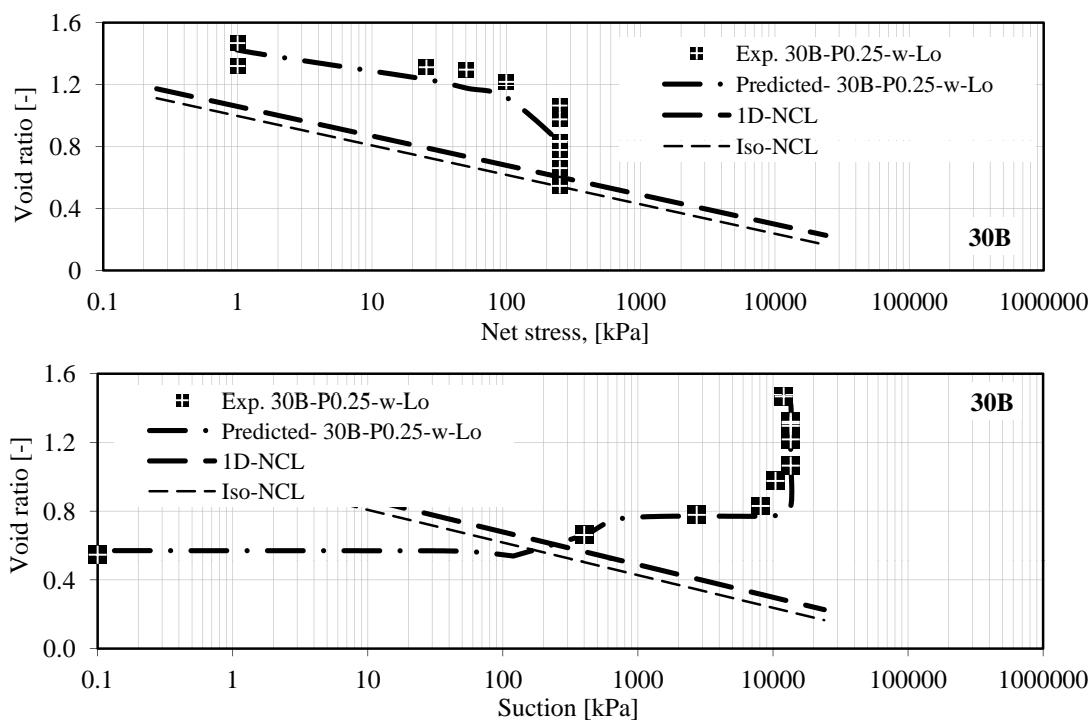 1.6
1.2
0.8
0.4
0
Void ratio [-]
Exp. 30B-P0.25-w-Lo
Predicted- 30B-P0.25-w-Lo
1D-NCL
Iso-NCL
30B
0.1 1 10 100 1000 10000 100000 1000000
Net stress, [kPa]
1.6
1.2
0.8
0.4
0.0
Void ratio [-]
Exp. 30B-P0.25-w-Lo
Predicted- 30B-P0.25-w-Lo
1D-NCL
Iso-NCL
30B
0.1 1 10 100 1000 10000 100000 1000000
Suction [kPa]